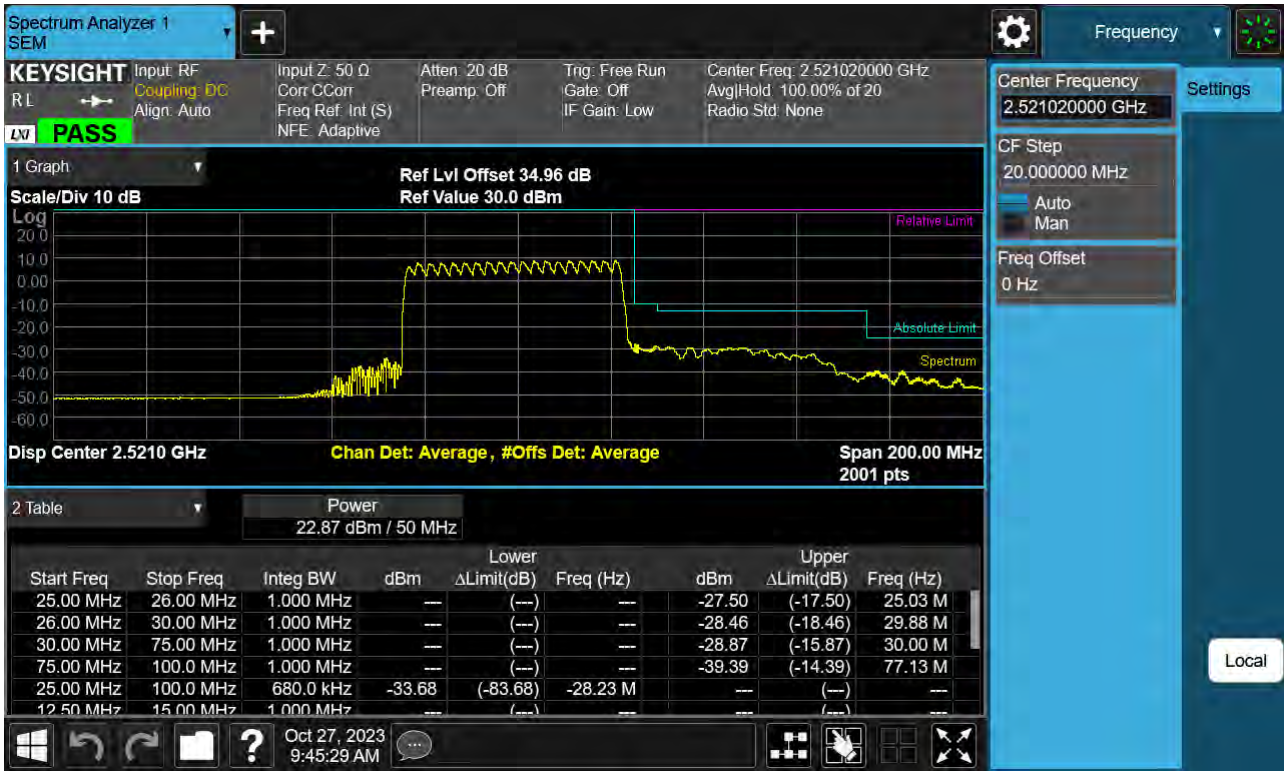 Spectrum Analyzer 1
SEM
Frequency
KEYSIGHT
R L
LXI
PASS
Input: RF
Coupling: DC
Align: Auto
Input Z: 50 Ω
Corr CCorr
Freq Ref: Int (S)
NFE: Adaptive
Atten: 20 dB
Preamp: Off
Trig: Free Run
Gate: Off
IF Gain: Low
Center Freq: 2.521020000 GHz
Avg|Hold: 100.00% of 20
Radio Std: None
Center Frequency
2.521020000 GHz
Settings
CF Step
20.000000 MHz
Auto
Man
Freq Offset
0 Hz
Local
1 Graph
Scale/Div 10 dB
Ref Lvl Offset 34.96 dB
Ref Value 30.0 dBm
Log
20.0
10.0
0.00
-10.0
-20.0
-30.0
-40.0
-50.0
-60.0
Relative Limit
Absolute Limit
Spectrum
Disp Center 2.5210 GHz
Chan Det: Average, #Offs Det: Average
Span 200.00 MHz
2001 pts
2 Table
Power
22.87 dBm / 50 MHz
Lower Upper
Start Freq Stop Freq Integ BW dBm ΔLimit(dB) Freq (Hz) dBm ΔLimit(dB) Freq (Hz)
25.00 MHz 26.00 MHz 1.000 MHz --- (---) --- -27.50 (-17.50) 25.03 M
26.00 MHz 30.00 MHz 1.000 MHz --- (---) --- -28.46 (-18.46) 29.88 M
30.00 MHz 75.00 MHz 1.000 MHz --- (---) --- -28.87 (-15.87) 30.00 M
75.00 MHz 100.0 MHz 1.000 MHz --- (---) --- -39.39 (-14.39) 77.13 M
25.00 MHz 100.0 MHz 680.0 kHz -33.68 (-83.68) -28.23 M --- (---) ---
12.50 MHz 15.00 MHz 1.000 MHz --- (---) --- --- (---) ---
Oct 27, 2023
9:45:29 AM